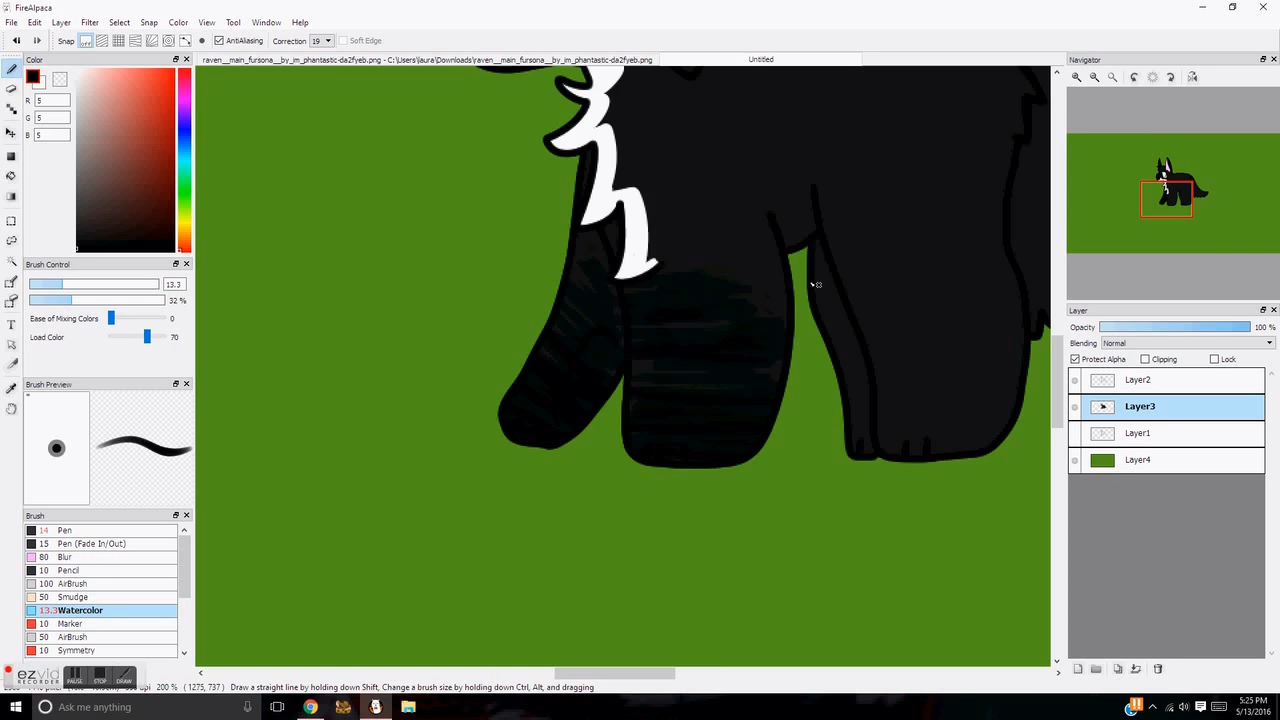 FireAlpaca
File Edit Layer Filter Select Snap Color View Tool Window Help
Snap off AntiAliasing Correction 19 Soft Edge
raven__main_fursona__by_im_phantastic-da2fyeb.png - C:\Users\laura\Downloads\raven__main_fursona__by_im_phantastic-da2fyeb.png
Untitled
Color
R 5
G 5
B 5
Brush Control
13.3
32 %
Ease of Mixing Colors 0
Load Color 70
Brush Preview
Brush
14 Pen
15 Pen (Fade In/Out)
80 Blur
10 Pencil
100 AirBrush
50 Smudge
13.3 Watercolor
10 Marker
50 AirBrush
10 Symmetry
Navigator
Layer
Opacity 100 %
Blending Normal
Protect Alpha Clipping Lock
Layer2
Layer3
Layer1
Layer4
ezvid
RECORDER
PAUSE STOP DRAW
200 % (1275, 737) Draw a straight line by holding down Shift, Change a brush size by holding down Ctrl, Alt, and dragging
Ask me anything
5:25 PM
5/13/2016